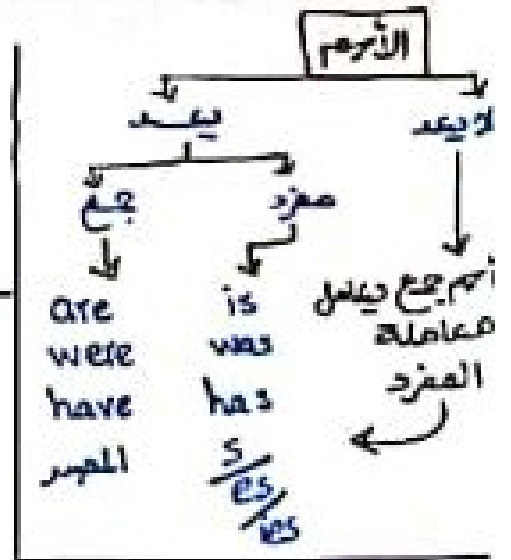 الأسم
لا يعد
يعد
مفرد
جمع
أسم جمع يعامل
معاملة
المفرد
is
was
has
s/es/ies
are
were
have
المصدر